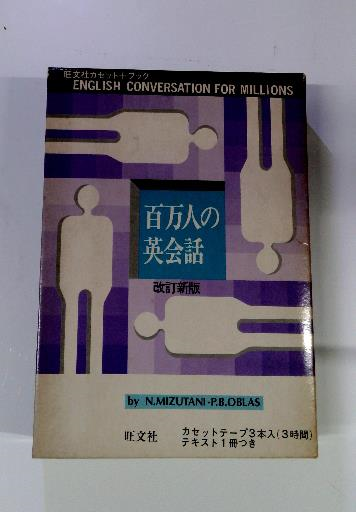 旺文社カセット+ブック
ENGLISH CONVERSATION FOR MILLIONS
百万人の
英会話
改訂新版
by N.MIZUTANI-P.B.OBLAS
旺文社
カセットテープ3本入(3時間)
テキスト1冊つき